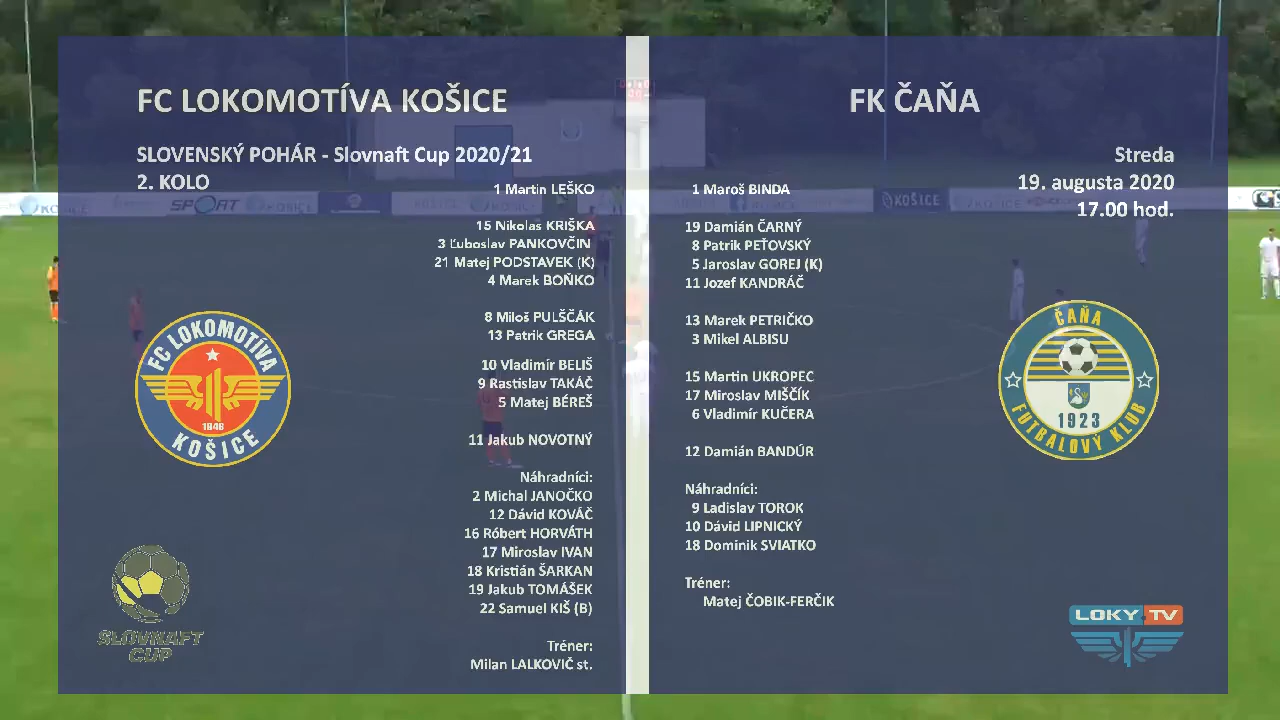 FC LOKOMOTÍVA KOŠICE
SLOVENSKÝ POHÁR - Slovnaft Cup 2020/21
2. KOLO
1 Martin LEŠKO
15 Nikolas KRIŠKA
3 Ľuboslav PANKOVČIN
21 Matej PODSTAVEK (K)
4 Marek BOŇKO
8 Miloš PULŠČÁK
13 Patrik GREGA
10 Vladimír BELIŠ
9 Rastislav TAKÁČ
5 Matej BÉREŠ
11 Jakub NOVOTNÝ
Náhradníci:
2 Michal JANOČKO
12 Dávid KOVÁČ
16 Róbert HORVÁTH
17 Miroslav IVAN
18 Kristián ŠARKAN
19 Jakub TOMÁŠEK
22 Samuel KIŠ (B)
Tréner:
Milan LALKOVIČ st.
FC LOKOMOTÍVA
1946
KOŠICE
SLOVNAFT
CUP
FK ČAŇA
Streda
19. augusta 2020
17.00 hod.
1 Maroš BINDA
19 Damián ČARNÝ
8 Patrik PEŤOVSKÝ
5 Jaroslav GOREJ (K)
11 Jozef KANDRÁČ
13 Marek PETRIČKO
3 Mikel ALBISU
15 Martin UKROPEC
17 Miroslav MIŠČÍK
6 Vladimír KUČERA
12 Damián BANDÚR
Náhradníci:
9 Ladislav TOROK
10 Dávid LIPNICKÝ
18 Dominik SVIATKO
Tréner:
Matej ČOBIK-FERČIK
ČAŇA
1923
FUTBALOVÝ KLUB
LOKY.TV
KOŠICE
SPORT
KOŠICE
KOŠICE
KOŠICE